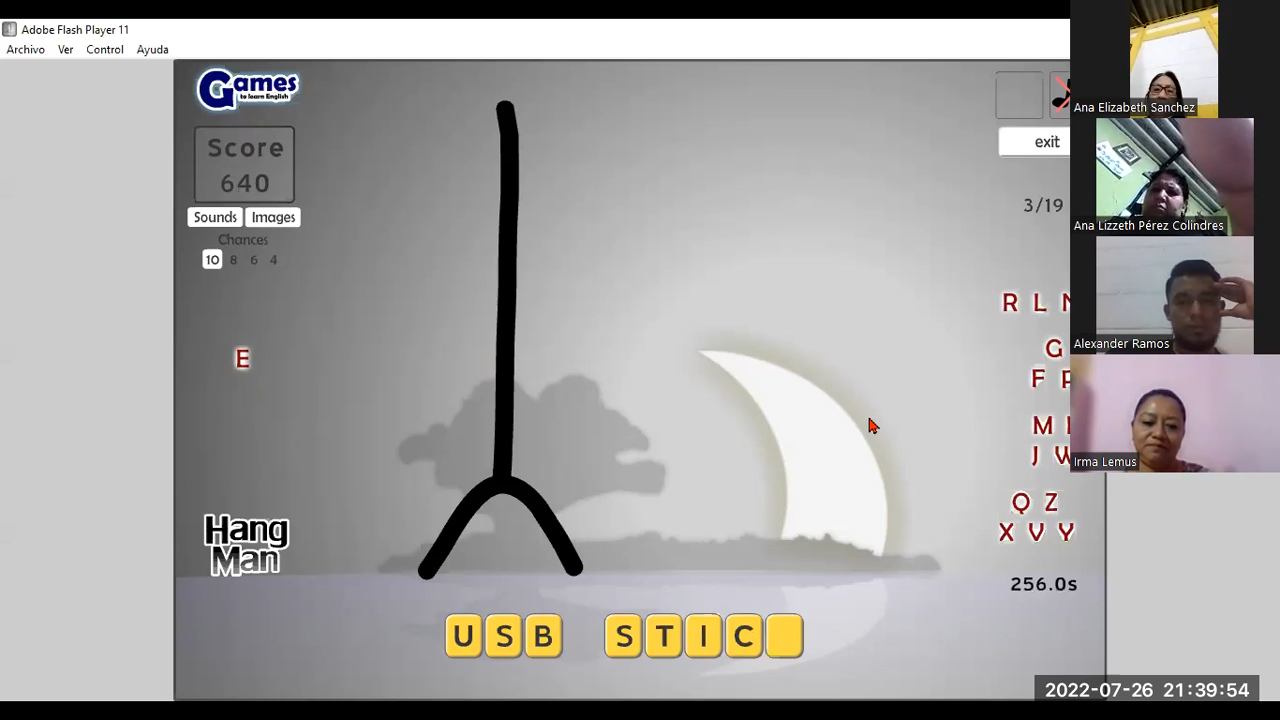 Adobe Flash Player 11
Archivo Ver Control Ayuda
Games
to learn English
Score
640
Sounds Images
Chances
10 8 6 4
E
Hang
Man
exit
3/19
R L N
G
F P
M
J W
Q Z
X V Y
256.0s
USB STIC
Ana Elizabeth Sanchez
Ana Lizzeth Pérez Colindres
Alexander Ramos
Irma Lemus
2022-07-26 21:39:54